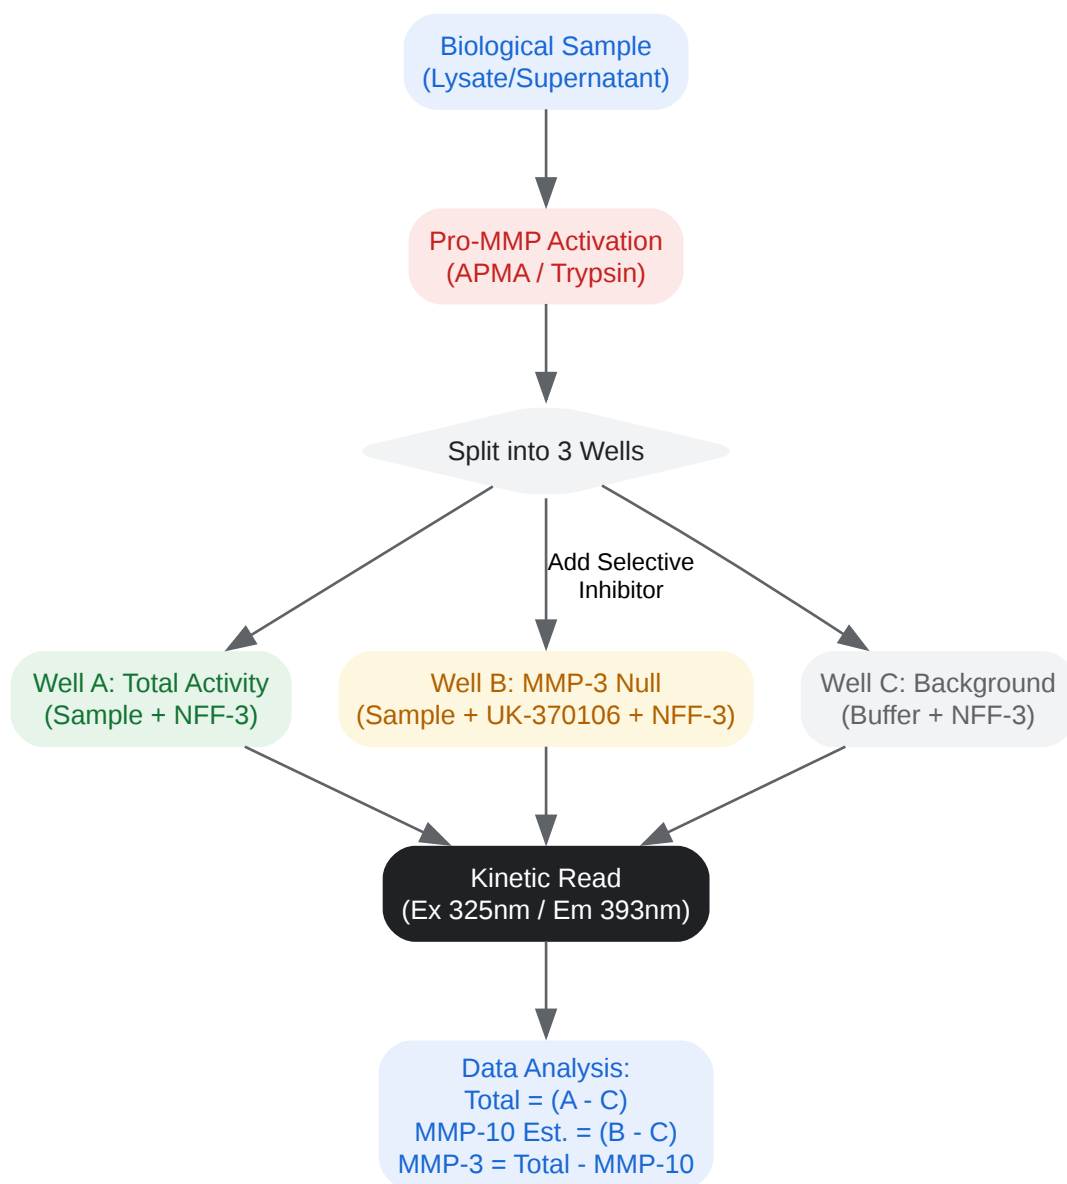 Biological Sample
(Lysate/Supernatant)
Pro-MMP Activation
(APMA / Trypsin)
Split into 3 Wells
Add Selective
Inhibitor
Well A: Total Activity
(Sample + NFF-3)
Well B: MMP-3 Null
(Sample + UK-370106 + NFF-3)
Well C: Background
(Buffer + NFF-3)
Kinetic Read
(Ex 325nm / Em 393nm)
Data Analysis:
Total = (A - C)
MMP-10 Est. = (B - C)
MMP-3 = Total - MMP-10